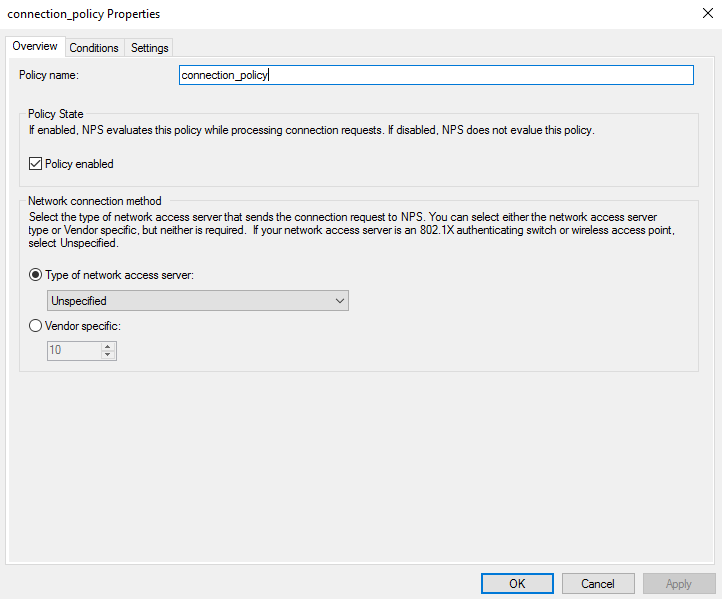 connection_policy Properties
Overview
Conditions
Settings
Policy name:
connection_policy
Policy State
If enabled, NPS evaluates this policy while processing connection requests. If disabled, NPS does not evalue this policy.
Policy enabled
Network connection method
Select the type of network access server that sends the connection request to NPS. You can select either the network access server
type or Vendor specific, but neither is required.  If your network access server is an 802.1X authenticating switch or wireless access point,
select Unspecified.
Type of network access server:
Unspecified
Vendor specific:
10
OK
Cancel
Apply